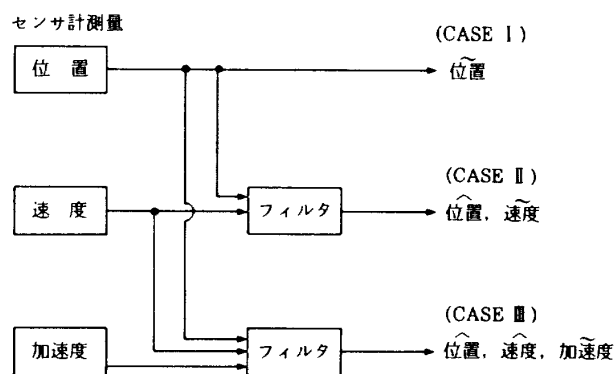 センサ計測量
位置
(CASE Ⅰ)
位置
速度
フィルタ
(CASE Ⅱ)
位置, 速度
加速度
フィルタ
(CASE Ⅲ)
位置, 速度, 加速度